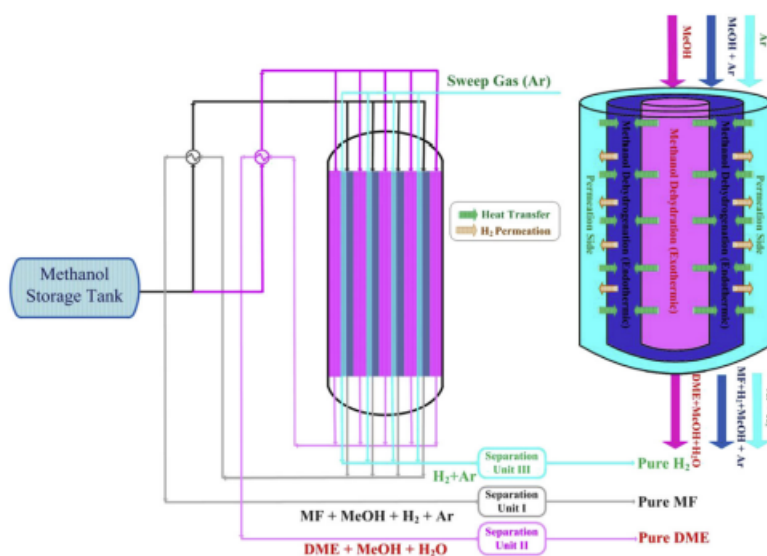 Sweep Gas (Ar)
MeOH
MeOH + Ar
Ar
Methanol
Storage Tank
Heat Transfer
H₂ Permeation
Permeation Side
Methanol Dehydrogenation (Endothermic)
Methanol Dehydration (Exothermic)
Methanol Dehydrogenation (Endothermic)
Permeation Side
DME+MeOH+H₂O
MF+H₂+MeOH + Ar
H₂+Ar
Separation
Unit III
Pure H₂
MF + MeOH + H₂ + Ar
Separation
Unit I
Pure MF
DME + MeOH + H₂O
Separation
Unit II
Pure DME